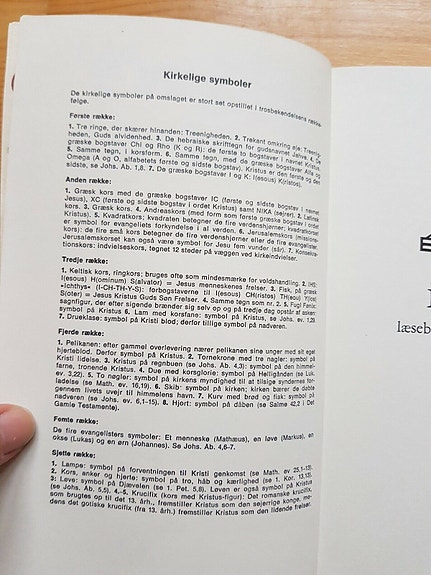 Kirkelige symboler
De kirkelige symboler på omslaget er stort set opstillet i trosbekendelsens række-
følge.
Første række:
1. Tre ringe, der skærer hinanden: Treenigheden. 2. Trekant omkring øje: Treenig-
heden, Guds alvidenhed. 3. De hebraiske skrifttegn for gudsnavnet Jahve. 4. De
græske bogstaver Chi og Rho (K og R): de første to bogstaver i navnet Kristus.
5. Samme tegn, i korsform. 6. Samme tegn, med de græske bogstaver Alfa og
Omega (A og O, alfabetets første og sidste bogstav). Kristus er den første og den
sidste, se Johs. Ab. 1,8. 7. De græske bogstaver I og K: I(esous) K(ristos).
Anden række:
1. Græsk kors med de græske bogstaver IC (første og sidste bogstav i navnet
Jesus), XC (første og sidste bogstav i ordet Kristus) samt NIKA (sejrer). 2. Latinsk
kors. 3. Græsk kors. 4. Andreaskors (med form som første græske bogstav i ordet
Kristus). 5. Kvadratkors: kvadraten betegner de fire verdenshjørner; kvadratkorset
er symbol for evangeliets forkyndelse i al verden. 6. Jerusalemkors (missions-
kors): de fire små kors betegner de fire verdenshjørner eller de fire evangelister.
Jerusalemkorset kan også være symbol for Jesu fem vunder (sår). 7. Konsekra-
tionskors: indvielseskors, tegnet 12 steder på væggen ved kirkeindvielser.
Tredje række:
1. Keltisk kors, ringkors: bruges ofte som mindesmærke for voldshandling. 2. IHS:
I(esous) H(ominum) S(alvator) = Jesus menneskenes frelser. 3. Fisk, på græsk
«ichthys» (I-CH-TH-Y-S): forbogstaverne til I(esous) CH(ristos) TH(eou) Y(ios)
S(oter) = Jesus Kristus Guds Søn Frelser. 4. Samme tegn som nr. 2. 5. Fugl Føniks:
sagnfigur, der efter sigende brænder sig selv op og på tredje dag opstår af asken:
symbol på Kristus 6. Lam med korsfane: symbol på Kristus, se Johs. ev. 1,29.
7. Drueklase: symbol på Kristi blod; derfor tillige symbol på nadveren.
Fjerde række:
1. Pelikanen: efter gammel overlevering nærer pelikanen sine unger med sit eget
hjerteblod. Derfor symbol på Kristus. 2. Tornekrone med tre nagler: symbol på
Kristi lidelse. 3. Kristus på regnbuen (se Johs. Ab. 4,3): symbol på den himmel-
farne, tronende Kristus. 4. Due med korsglorie: symbol på Helligånden (se Luk.
ev. 3,22). 5. To nøgler: symbol på kirkens myndighed til at tilsige syndernes for-
ladelse (se Math. ev. 16,19). 6. Skib: symbol på kirken; kirken bærer de døbte
gennem livets uvejr til himmelens havn. 7. Kurv med brød og fisk: symbol på
nadveren (se Johs. ev. 6,1–15). 8. Hjort: symbol på dåben (se Salme 42,2 i Det
Gamle Testamente).
Femte række:
De fire evangelisters symboler: Et menneske (Mathæus), en løve (Markus), en
okse (Lukas) og en ørn (Johannes). Se Johs. Ab. 4,6-7.
Sjette række:
1. Lampe: symbol på forventningen til Kristi genkomst (se Math. ev 25,1–13).
2. Kors, anker og hjerte: symbol på tro, håb og kærlighed (se 1. Kor. 13,13).
3: Løve: symbol på Djævelen (se 1. Pet. 5,8). Løven er også symbol på Kristus
(se Johs. Ab. 5,5). 4.–5. Krucifix (kors med Kristus-figur): Det romanske krucifix,
som brugtes op til det 13. årh., fremstiller Kristus som den sejerrige konge, me-
dens det gotiske krucifix (fra 13. årh.), fremstiller Kristus som den lidende frelser.
læseb